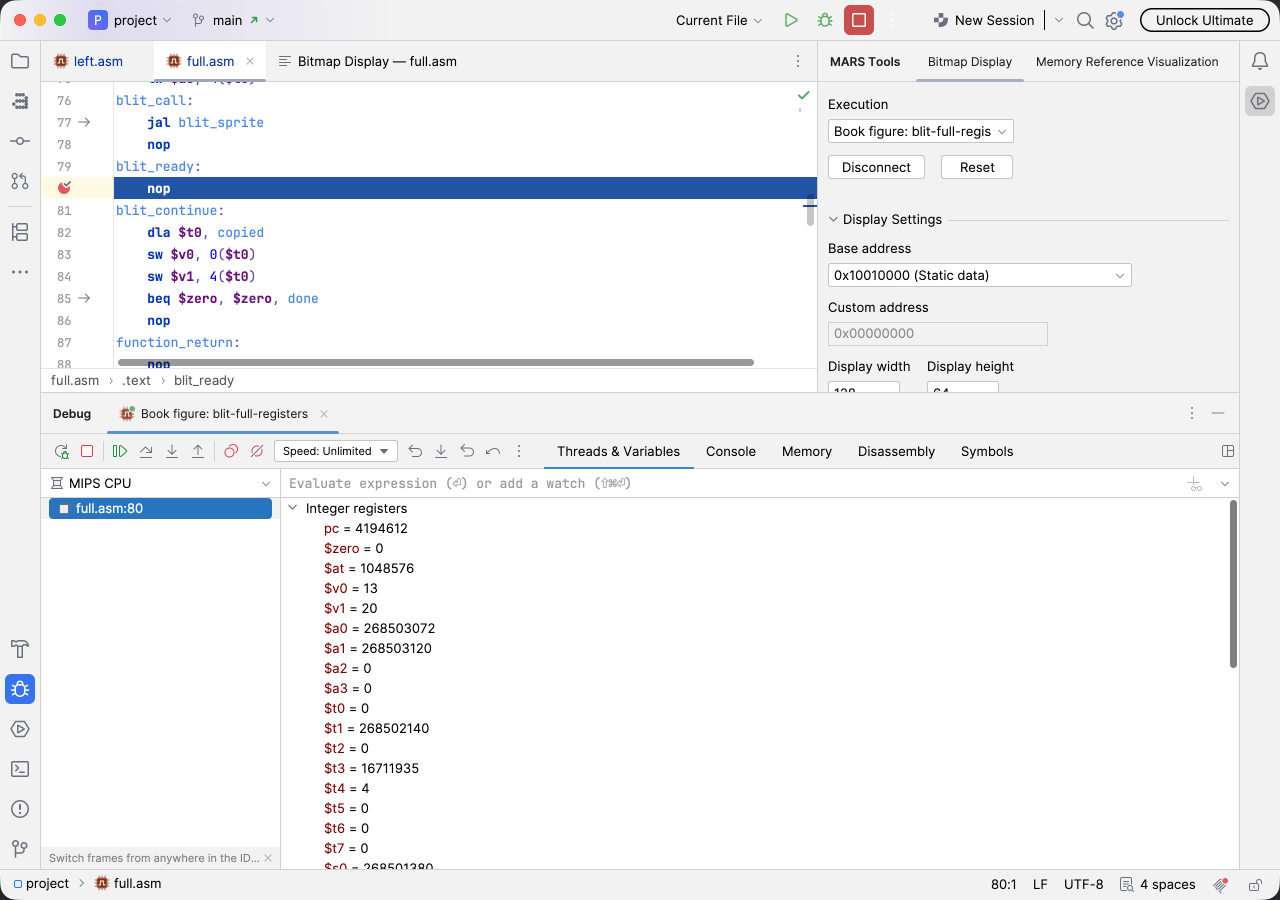 P project main Current File New Session Unlock Ultimate
left.asm full.asm Bitmap Display — full.asm
MARS Tools Bitmap Display Memory Reference Visualization
76 blit_call:
77 jal blit_sprite
78 nop
79 blit_ready:
nop
81 blit_continue:
82 dla $t0, copied
83 sw $v0, 0($t0)
84 sw $v1, 4($t0)
85 beq $zero, $zero, done
86 nop
87 function_return:
88 nop
full.asm › .text › blit_ready
Execution
Book figure: blit-full-regis
Disconnect Reset
Display Settings
Base address
0x10010000 (Static data)
Custom address
0x00000000
Display width Display height
128 64
Debug Book figure: blit-full-registers
Speed: Unlimited Threads & Variables Console Memory Disassembly Symbols
MIPS CPU
full.asm:80
Switch frames from anywhere in the ID...
Evaluate expression (⏎) or add a watch (⇧⌘⏎)
Integer registers
pc = 4194612
$zero = 0
$at = 1048576
$v0 = 13
$v1 = 20
$a0 = 268503072
$a1 = 268503120
$a2 = 0
$a3 = 0
$t0 = 0
$t1 = 268502140
$t2 = 0
$t3 = 16711935
$t4 = 4
$t5 = 0
$t6 = 0
$t7 = 0
$s0 = 268501380
project › full.asm 80:1 LF UTF-8 4 spaces